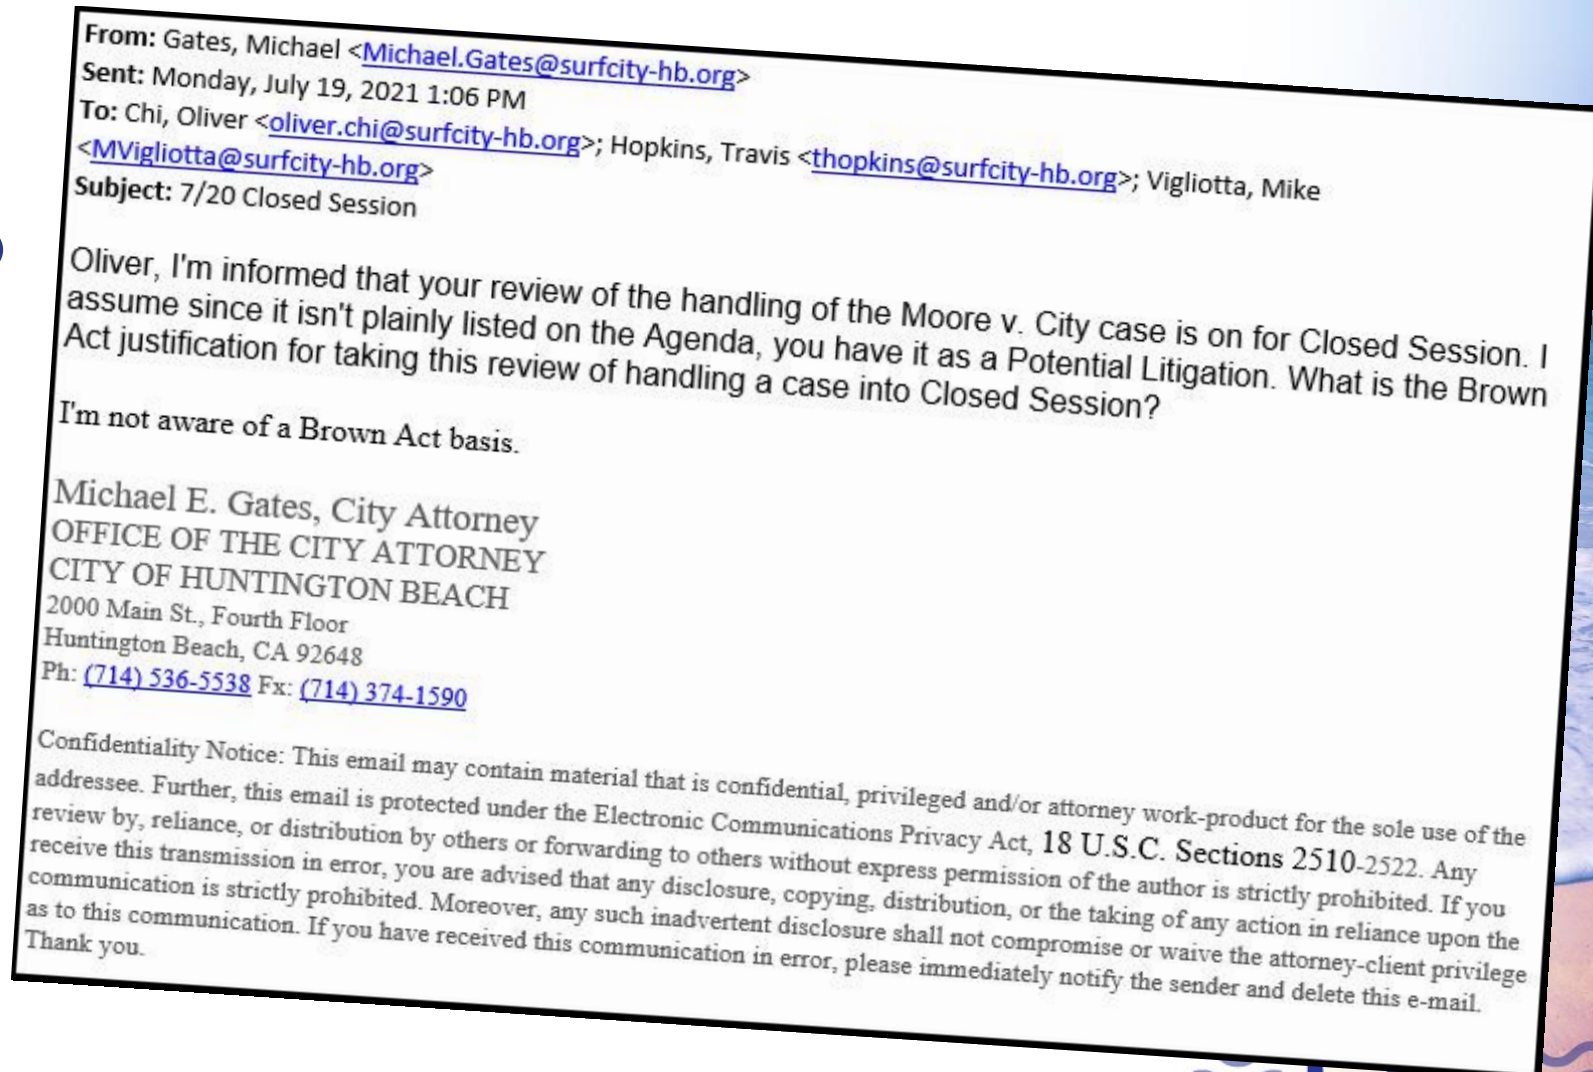 From: Gates, Michael <Michael.Gates@surfcity-hb.org>
Sent: Monday, July 19, 2021 1:06 PM
To: Chi, Oliver <oliver.chi@surfcity-hb.org>; Hopkins, Travis <thopkins@surfcity-hb.org>; Vigliotta, Mike
<MVigliotta@surfcity-hb.org>
Subject: 7/20 Closed Session
Oliver, I'm informed that your review of the handling of the Moore v. City case is on for Closed Session. I
assume since it isn't plainly listed on the Agenda, you have it as a Potential Litigation. What is the Brown
Act justification for taking this review of handling a case into Closed Session?
I'm not aware of a Brown Act basis.
Michael E. Gates, City Attorney
OFFICE OF THE CITY ATTORNEY
CITY OF HUNTINGTON BEACH
2000 Main St., Fourth Floor
Huntington Beach, CA 92648
Ph: (714) 536-5538 Fx: (714) 374-1590
Confidentiality Notice: This email may contain material that is confidential, privileged and/or attorney work-product for the sole use of the
addressee. Further, this email is protected under the Electronic Communications Privacy Act, 18 U.S.C. Sections 2510-2522. Any
review by, reliance, or distribution by others or forwarding to others without express permission of the author is strictly prohibited. If you
receive this transmission in error, you are advised that any disclosure, copying, distribution, or the taking of any action in reliance upon the
communication is strictly prohibited. Moreover, any such inadvertent disclosure shall not compromise or waive the attorney-client privilege
as to this communication. If you have received this communication in error, please immediately notify the sender and delete this e-mail.
Thank you.